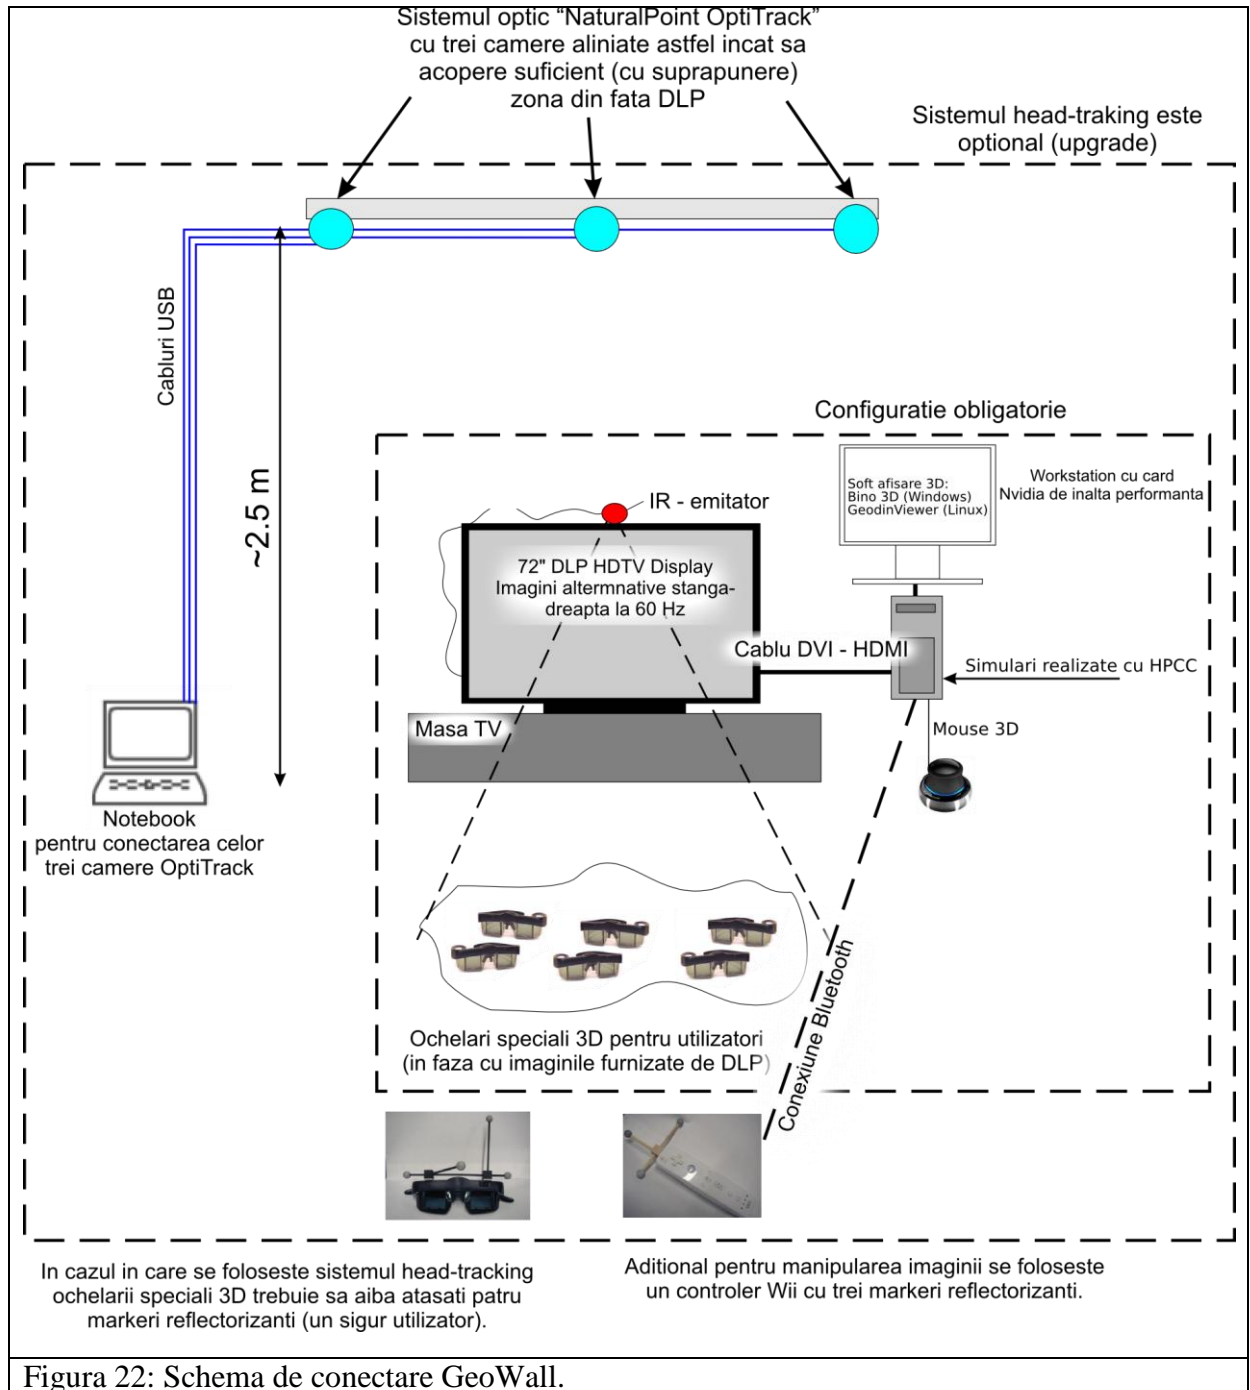 Sistemul optic “NaturalPoint OptiTrack”
cu trei camere aliniate astfel incat sa
acopere suficient (cu suprapunere)
zona din fata DLP
Sistemul head-traking este
optional (upgrade)
Cabluri USB
~2.5 m
Configuratie obligatorie
Soft afisare 3D:
Bino 3D (Windows)
GeodinViewer (Linux)
Workstation cu card
Nvidia de inalta performanta
IR - emitator
72" DLP HDTV Display
Imagini altermnative stanga-
dreapta la 60 Hz
Cablu DVI - HDMI
Simulari realizate cu HPCC
Masa TV
Mouse 3D
Notebook
pentru conectarea celor
trei camere OptiTrack
Conexiune Bluetooth
Ochelari speciali 3D pentru utilizatori
(in faza cu imaginile furnizate de DLP)
In cazul in care se foloseste sistemul head-tracking
ochelarii speciali 3D trebuie sa aiba atasati patru
markeri reflectorizanti (un sigur utilizator).
Aditional pentru manipularea imaginii se foloseste
un controler Wii cu trei markeri reflectorizanti.
Figura 22: Schema de conectare GeoWall.